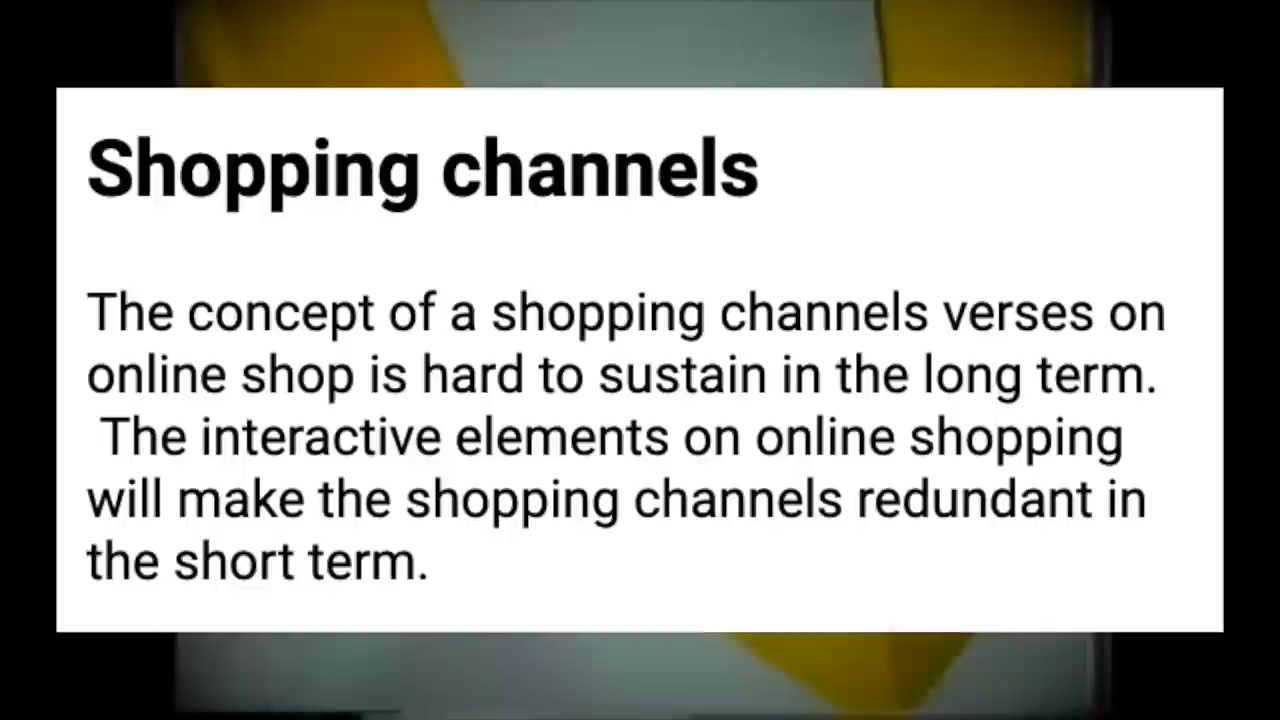 Shopping channels
The concept of a shopping channels verses on
online shop is hard to sustain in the long term.
The interactive elements on online shopping
will make the shopping channels redundant in
the short term.